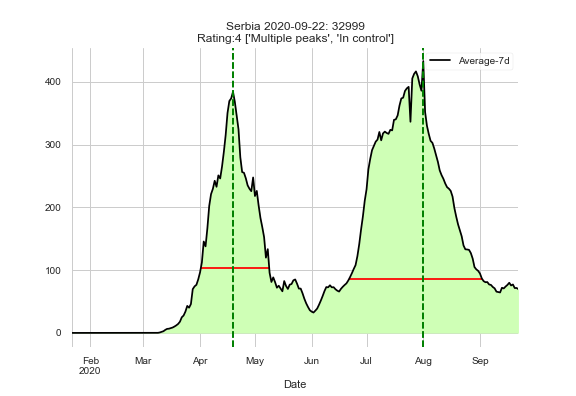 Serbia 2020-09-22: 32999
Rating:4 ['Multiple peaks', 'In control']
Average-7d
400
300
200
100
0
Feb
2020
Mar
Apr
May
Jun
Jul
Aug
Sep
Date